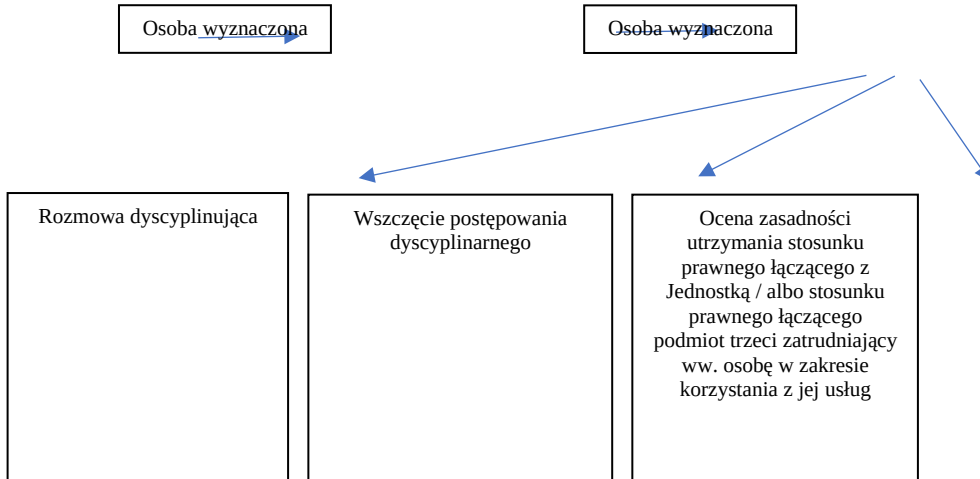 Osoba wyznaczona
Osoba wyznaczona
Rozmowa dyscyplinująca
Wszczęcie postępowania
dyscyplinarnego
Ocena zasadności
utrzymania stosunku
prawnego łączącego z
Jednostką / albo stosunku
prawnego łączącego
podmiot trzeci zatrudniający
ww. osobę w zakresie
korzystania z jej usług